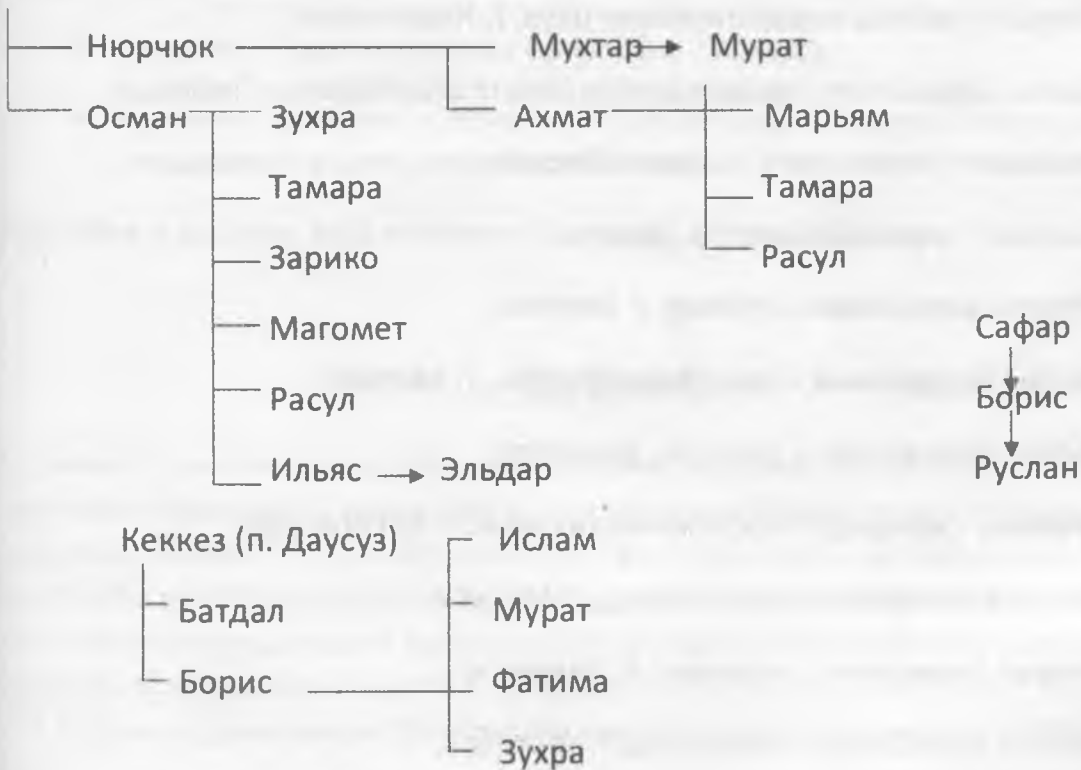 Нюрчюк Мухтар Мурат
Осман Зухра Ахмат Марьям
Тамара Тамара
Зарико Расул
Магомет Сафар
Расул Борис
Ильяс Эльдар Руслан
Кеккез (п. Даусуз) Ислам
Батдал Мурат
Борис Фатима
Зухра